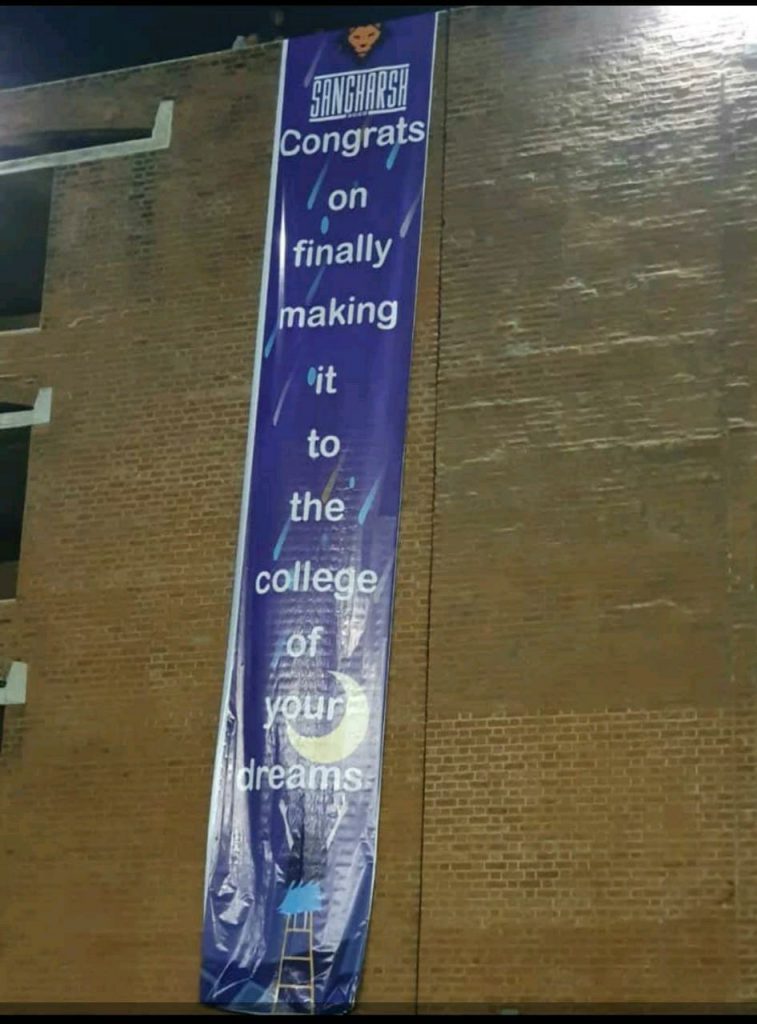 SANGHARSH
Congrats
on
finally
making
it
to
the
college
of
your
dreams.